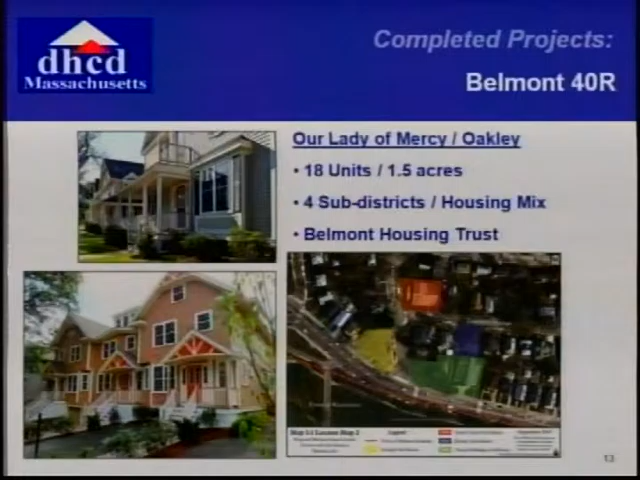 dhcd
Massachusetts
Completed Projects:
Belmont 40R
Our Lady of Mercy / Oakley
• 18 Units / 1.5 acres
• 4 Sub-districts / Housing Mix
• Belmont Housing Trust
Legend
13